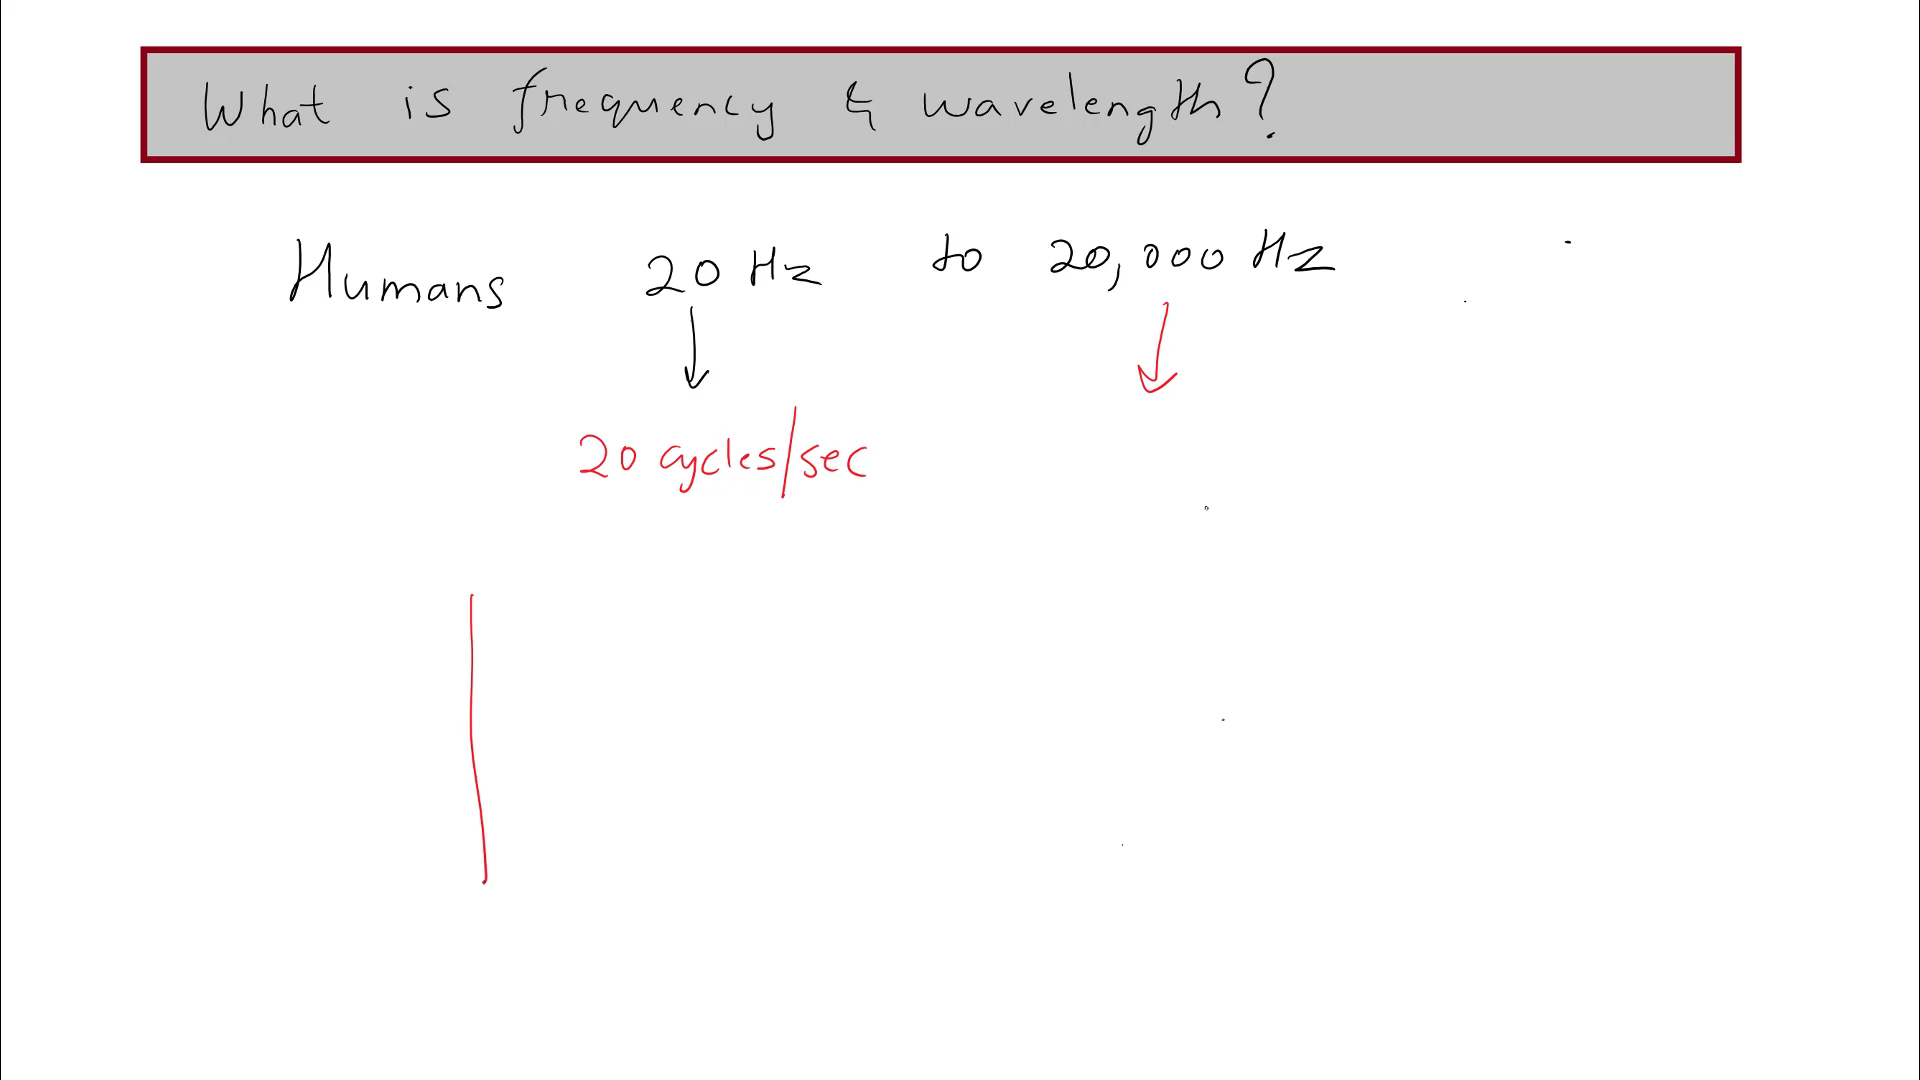 What is frequency & wavelength?
Humans 20 Hz to 20,000 Hz
20 cycles/sec